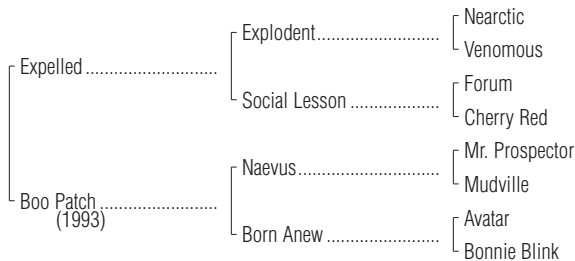 Nearctic
Explodent
Venomous
Expelled
Forum
Social Lesson
Cherry Red
Mr. Prospector
Naevus
Mudville
Boo Patch
(1993)
Avatar
Born Anew
Bonnie Blink